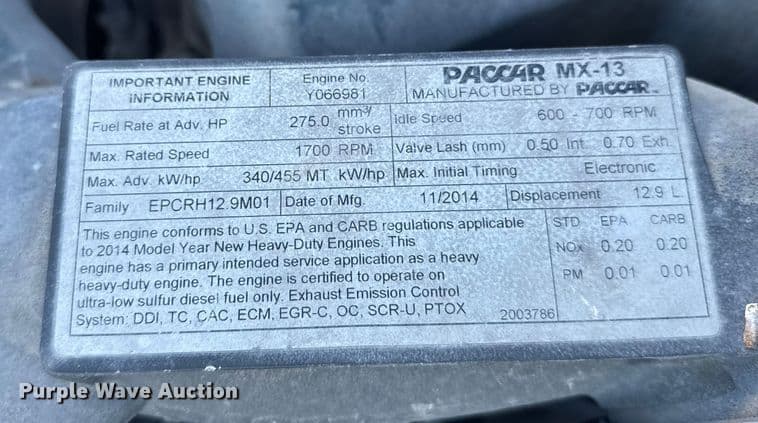 IMPORTANT ENGINE INFORMATION
Engine No. Y066981
PACCAR MX-13
MANUFACTURED BY PACCAR
Fuel Rate at Adv. HP 275.0 mm³/stroke Idle Speed 600 - 700 RPM
Max. Rated Speed 1700 RPM Valve Lash (mm) 0.50 Int. 0.70 Exh.
Max. Adv. kW/hp 340/455 MT kW/hp Max. Initial Timing Electronic
Family EPCRH12.9M01 Date of Mfg. 11/2014 Displacement 12.9 L
This engine conforms to U.S. EPA and CARB regulations applicable
to 2014 Model Year New Heavy-Duty Engines. This
engine has a primary intended service application as a heavy
heavy-duty engine. The engine is certified to operate on
ultra-low sulfur diesel fuel only. Exhaust Emission Control
System: DDI, TC, CAC, ECM, EGR-C, OC, SCR-U, PTOX 2003786
STD EPA CARB
NOx 0.20 0.20
PM 0.01 0.01
Purple Wave Auction